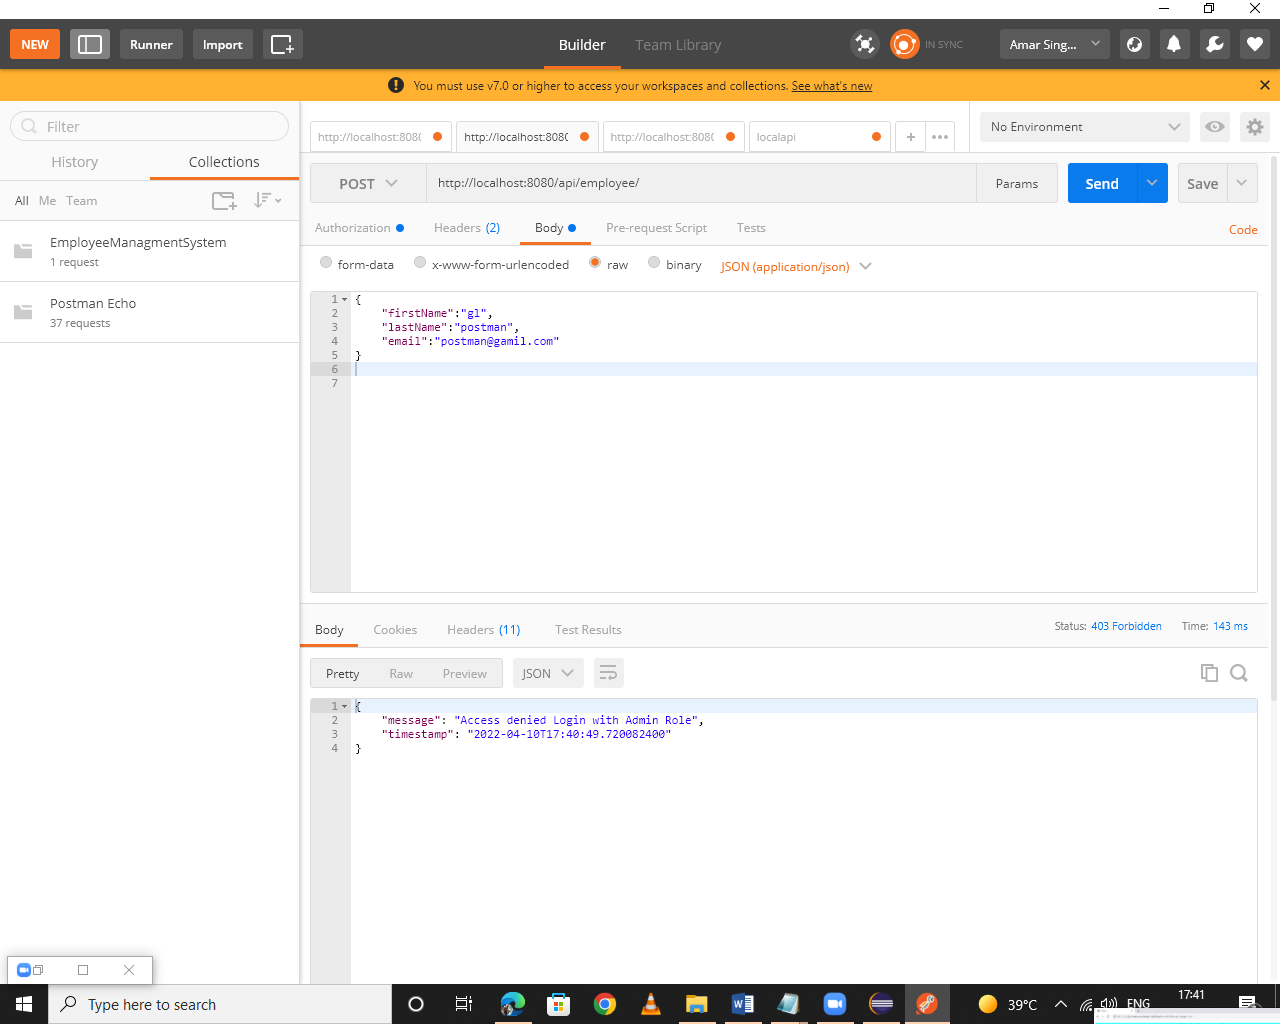 NEW
Runner
Import
Builder
Team Library
IN SYNC
Amar Sing...
You must use v7.0 or higher to access your workspaces and collections. See what's new
Filter
History
Collections
All Me Team
EmployeeManagmentSystem
1 request
Postman Echo
37 requests
http://localhost:808(
http://localhost:808(
http://localhost:808(
localapi
+
•••
No Environment
POST
http://localhost:8080/api/employee/
Params
Send
Save
Authorization
Headers (2)
Body
Pre-request Script
Tests
Code
form-data
x-www-form-urlencoded
raw
binary
JSON (application/json)
1 {
2 "firstName":"gl",
3 "lastName":"postman",
4 "email":"postman@gamil.com"
5 }
6
7
Body
Cookies
Headers (11)
Test Results
Status: 403 Forbidden
Time: 143 ms
Pretty
Raw
Preview
JSON
1 {
2 "message": "Access denied Login with Admin Role",
3 "timestamp": "2022-04-10T17:40:49.720082400"
4 }
Type here to search
39°C
ENG
17:41